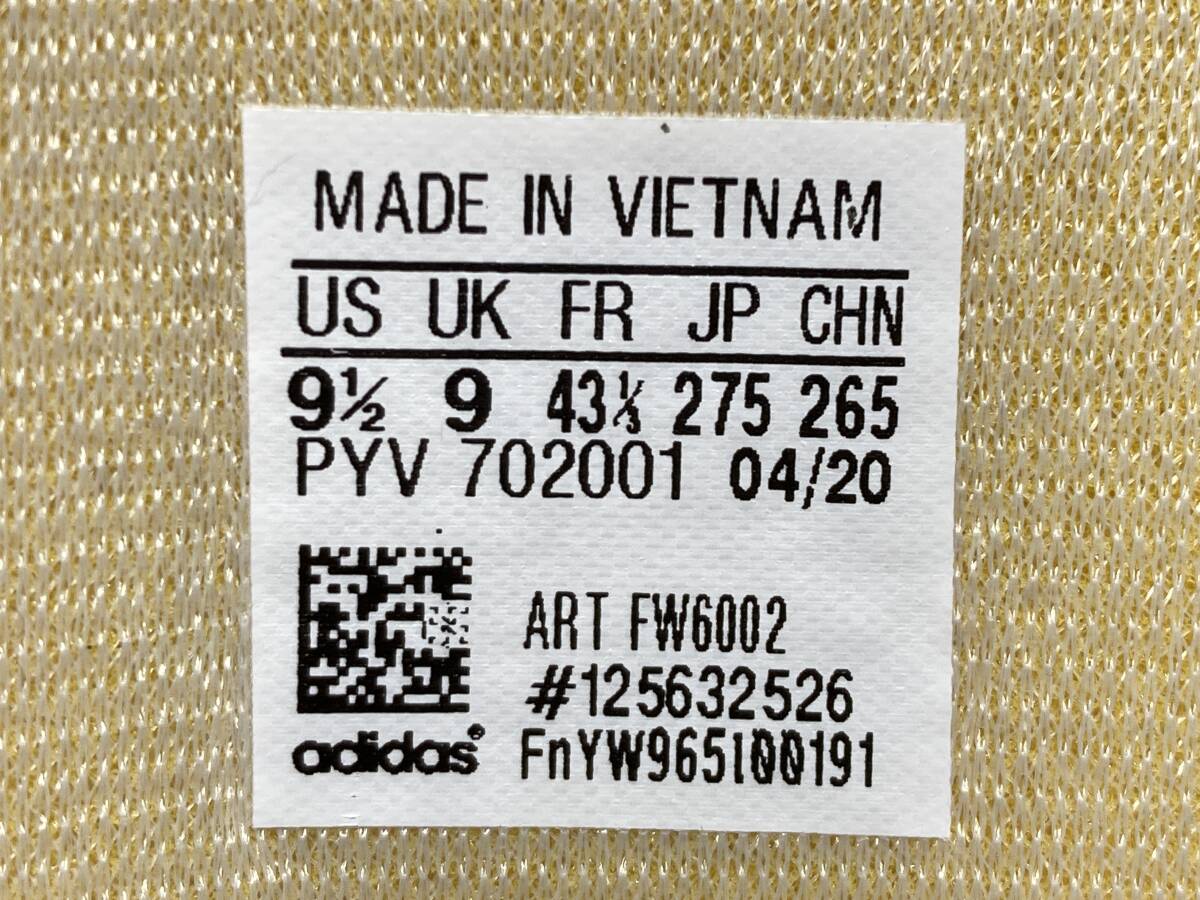 MADE IN VIETNAM
US UK FR JP CHN
9½ 9 43⅓ 275 265
PYV 702001 04/20
ART FW6002
#125632526
adidas®
FnYW965l00191